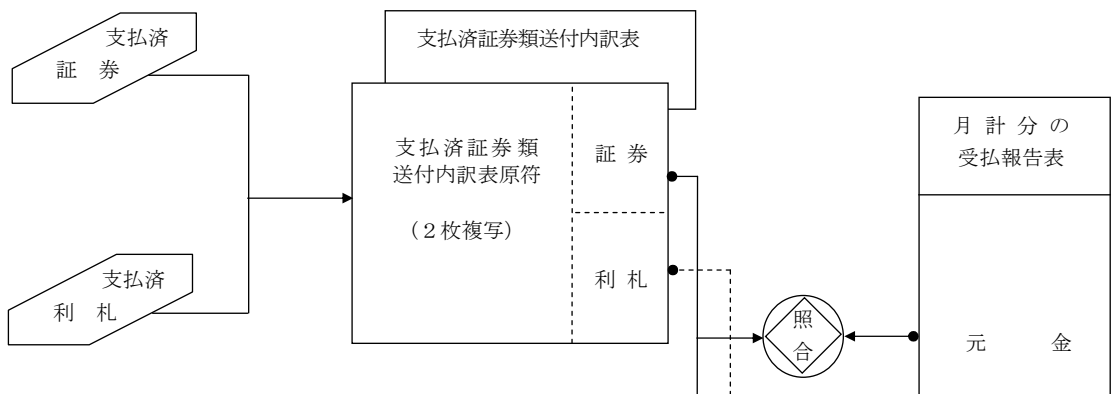 支払済
証　券
支払済証券類送付内訳表
支払済証券類
送付内訳表原符
（２枚複写）
証 券
利 札
支払済
利　札
照
合
月 計 分 の
受払報告表
元　　金